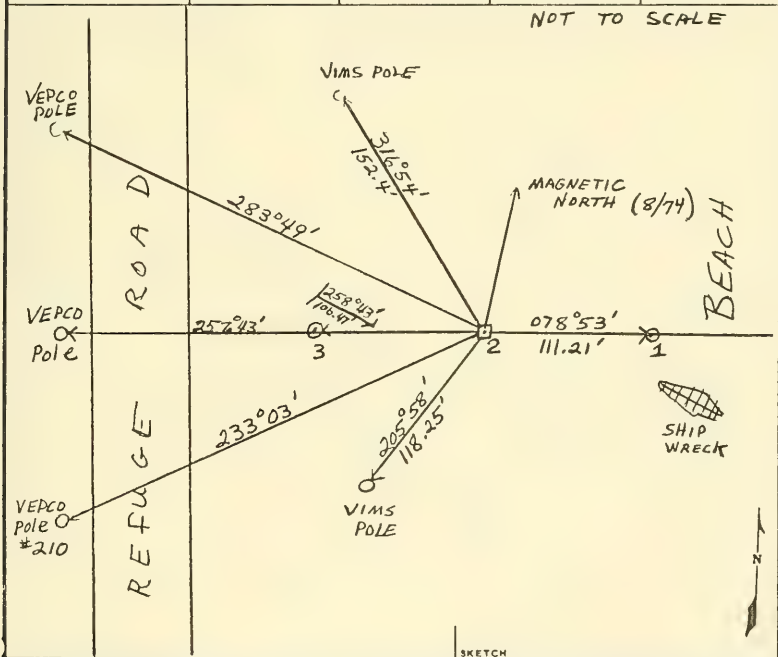 NOT TO SCALE
VIMS POLE
VEPCO
POLE
316°54'
152.4'
MAGNETIC
NORTH (8/74)
283°49'
BEACH
REFUGE ROAD
VEPCO
Pole
257°43'
258°43'
106.47'
078°53'
111.21'
3
2
1
233°03'
205°58'
118.25'
SHIP
WRECK
VEPCO
Pole
#210
VIMS
POLE
N
SKETCH